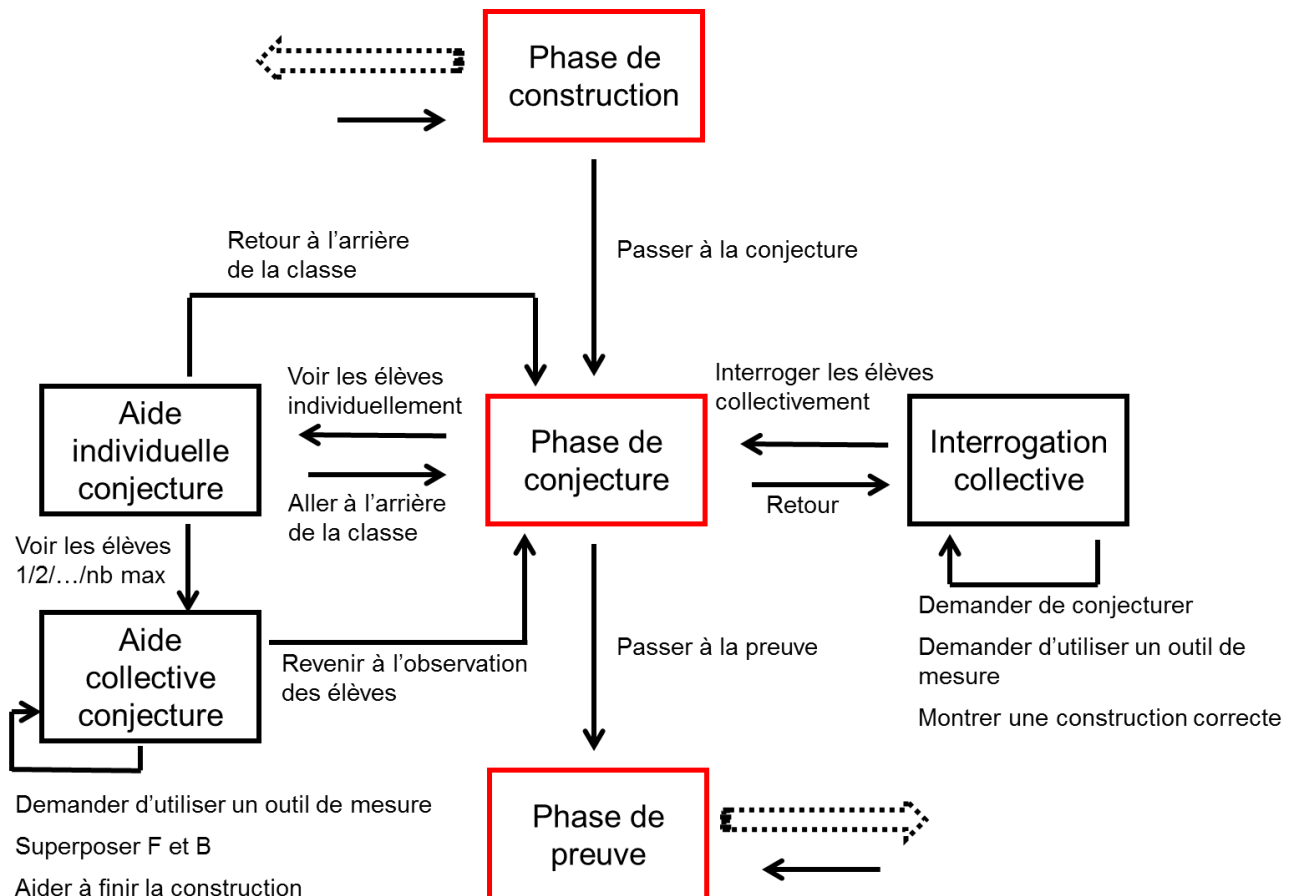 Phase de
construction
Retour à l’arrière
de la classe
Passer à la conjecture
Voir les élèves
individuellement
Interroger les élèves
collectivement
Aide
individuelle
conjecture
Phase de
conjecture
Interrogation
collective
Aller à l’arrière
de la classe
Retour
Voir les élèves
1/2/…/nb max
Demander de conjecturer
Demander d’utiliser un outil de
mesure
Montrer une construction correcte
Aide
collective
conjecture
Revenir à l’observation
des élèves
Passer à la preuve
Demander d’utiliser un outil de mesure
Superposer F et B
Aider à finir la construction
Phase de
preuve